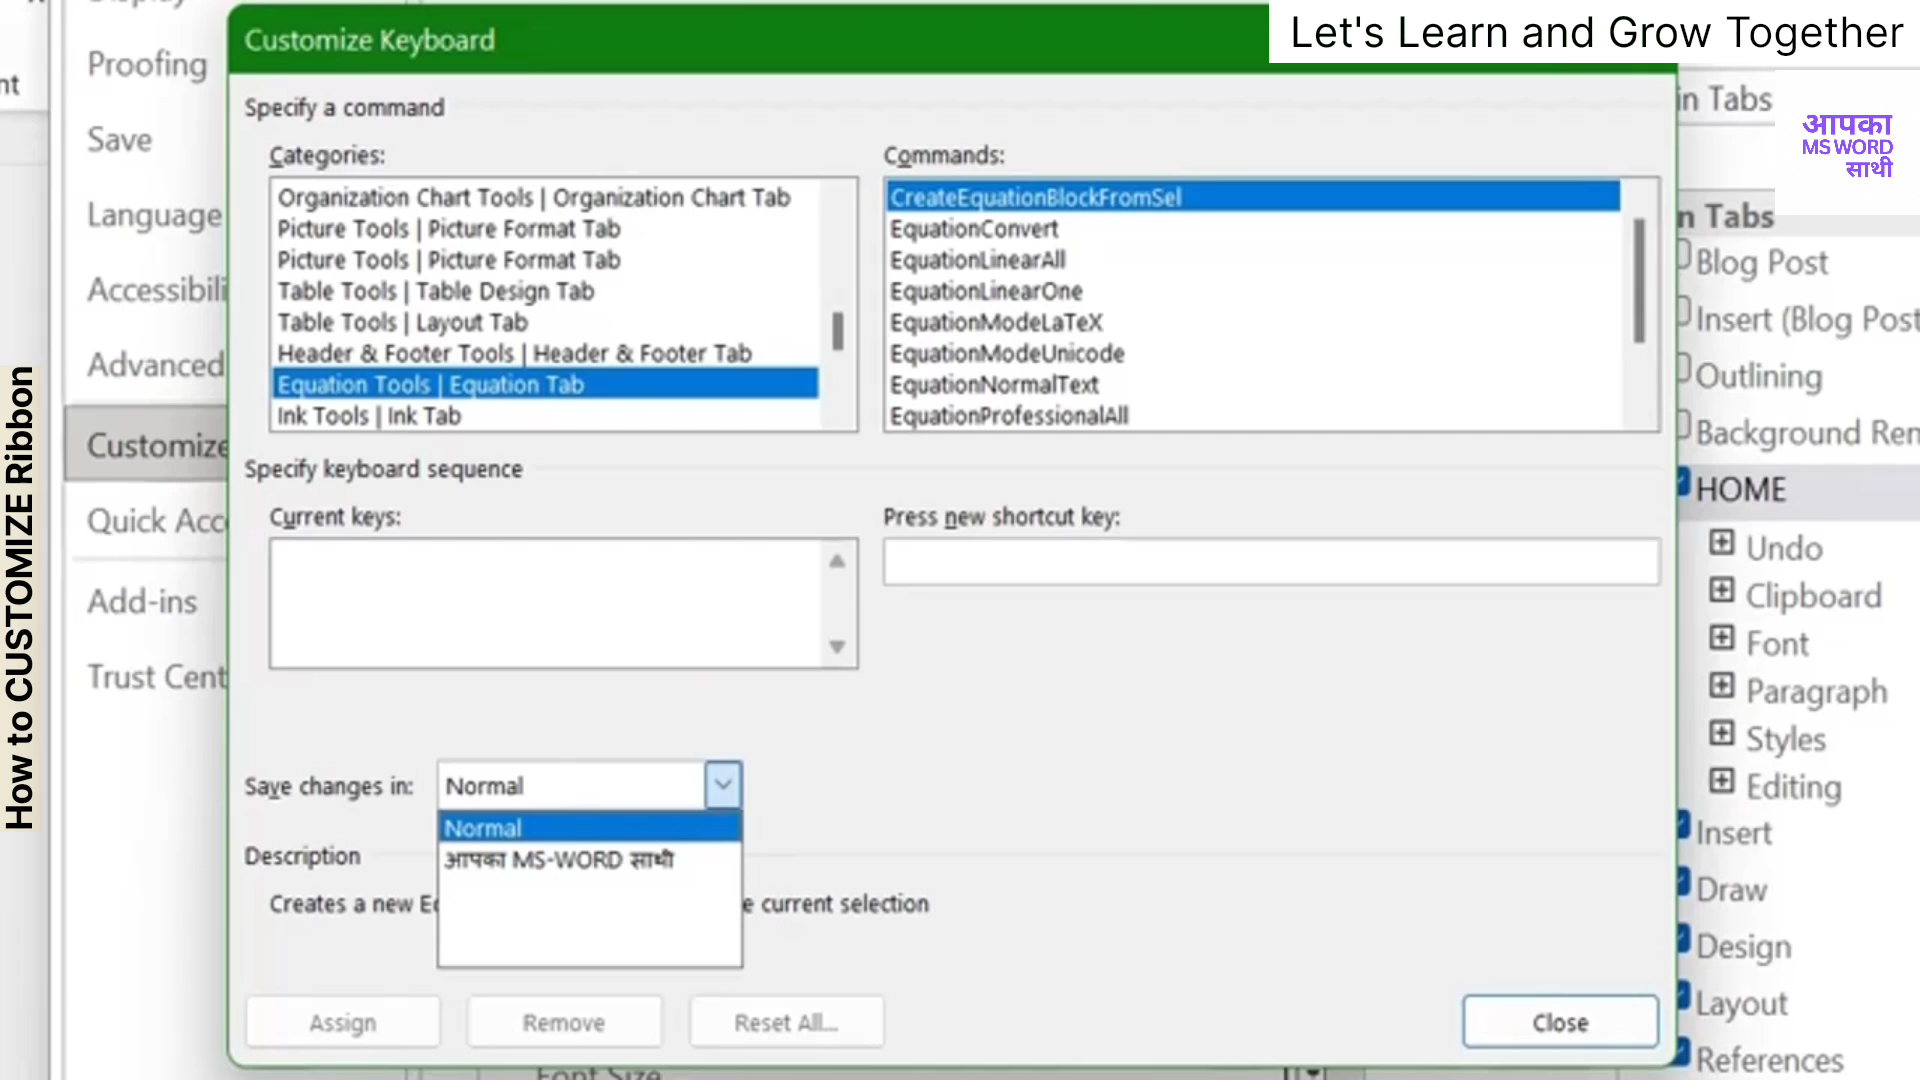 Let's Learn and Grow Together
आपका
MS WORD
साथी
How to CUSTOMIZE Ribbon
nt
Proofing
Save
Language
Accessibili
Advanced
Customize
Quick Acc
Add-ins
Trust Cent
Customize Keyboard
Specify a command
Categories:
Organization Chart Tools | Organization Chart Tab
Picture Tools | Picture Format Tab
Picture Tools | Picture Format Tab
Table Tools | Table Design Tab
Table Tools | Layout Tab
Header & Footer Tools | Header & Footer Tab
Equation Tools | Equation Tab
Ink Tools | Ink Tab
Commands:
CreateEquationBlockFromSel
EquationConvert
EquationLinearAll
EquationLinearOne
EquationModeLaTeX
EquationModeUnicode
EquationNormalText
EquationProfessionalAll
Specify keyboard sequence
Current keys:
Press new shortcut key:
Save changes in: Normal
Normal
आपका MS-WORD साथी
Description
Creates a new Ec
e current selection
Assign
Remove
Reset All...
Close
in Tabs
n Tabs
Blog Post
Insert (Blog Post
Outlining
Background Ren
HOME
Undo
Clipboard
Font
Paragraph
Styles
Editing
Insert
Draw
Design
Layout
References